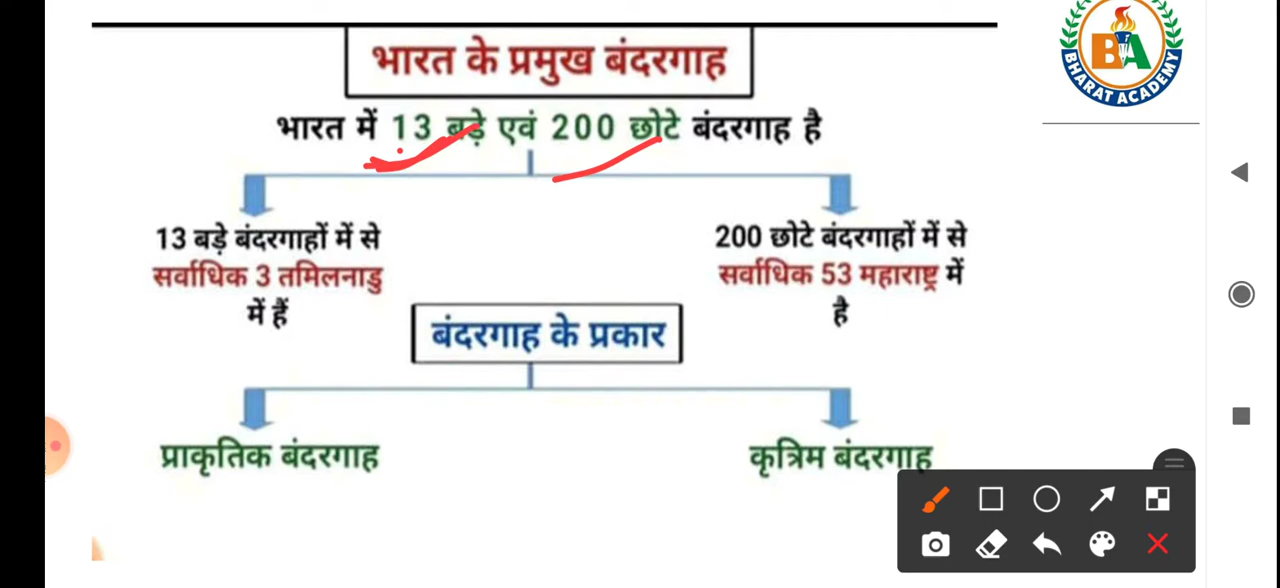 भारत के प्रमुख बंदरगाह
BA
BHARAT ACADEMY
भारत में 13 बड़े एवं 200 छोटे बंदरगाह है
13 बड़े बंदरगाहों में से
सर्वाधिक 3 तमिलनाडु
में हैं
200 छोटे बंदरगाहों में से
सर्वाधिक 53 महाराष्ट्र में
है
बंदरगाह के प्रकार
प्राकृतिक बंदरगाह
कृत्रिम बंदरगाह